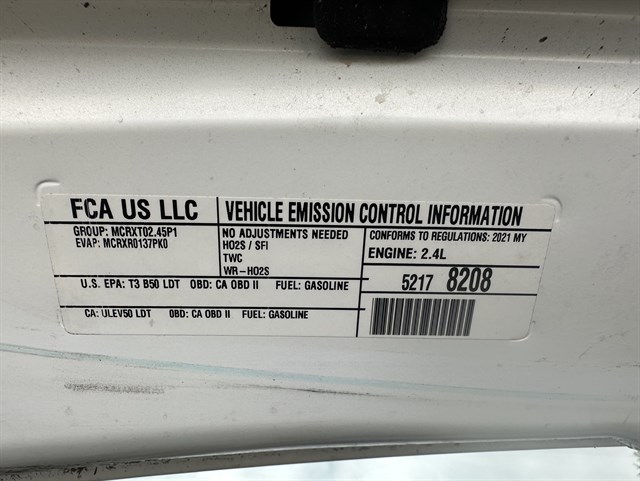 FCA US LLC
VEHICLE EMISSION CONTROL INFORMATION
GROUP: MCRXT02.45P1
EVAP: MCRXR0137PK0
NO ADJUSTMENTS NEEDED
HO2S / SFI
TWC
WR-HO2S
CONFORMS TO REGULATIONS: 2021 MY
ENGINE: 2.4L
U.S. EPA: T3 B50 LDT OBD: CA OBD II FUEL: GASOLINE
5217 8208
CA: ULEV50 LDT OBD: CA OBD II FUEL: GASOLINE